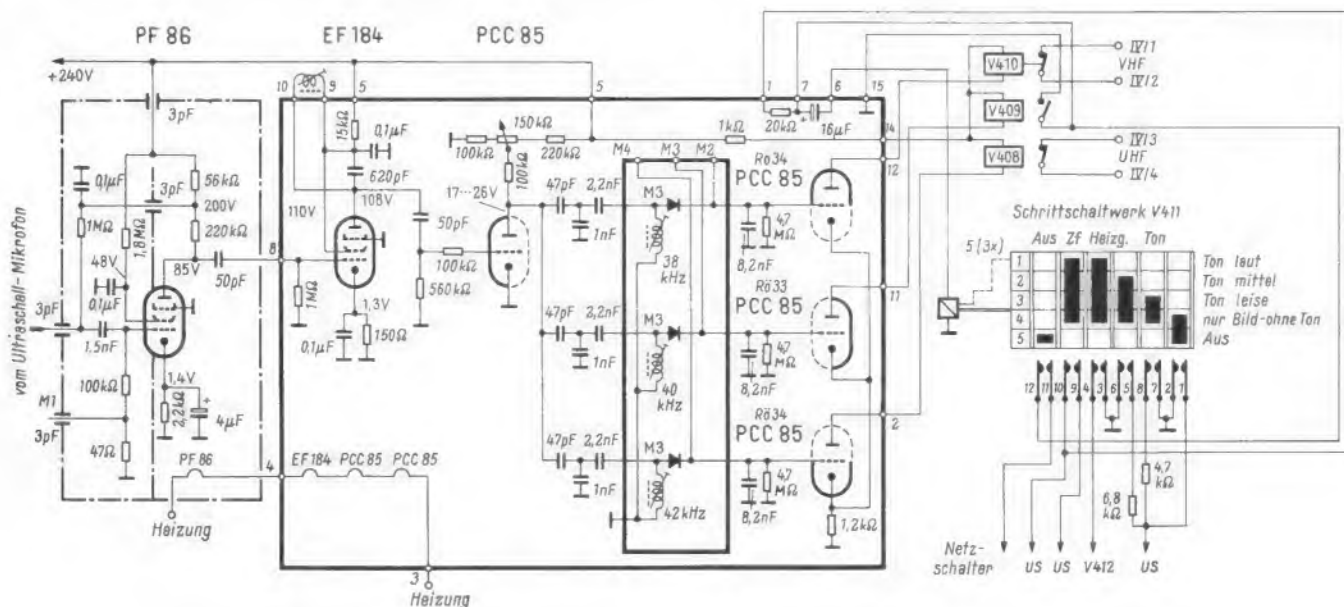 PF 86
EF 184
PCC 85
+240V
3pF
0,1µF
3pF
56kΩ
200V
1MΩ
1,8MΩ
220kΩ
48V
85V
50pF
0,1µF
3pF
1,5nF
vom Ultraschall-Mikrofon
100kΩ
1,4V
2,2kΩ
4µF
M1
3pF
47Ω
PF 86
Heizung
4
EF184
PCC85
PCC85
3
Heizung
8
10
9
5
15kΩ
0,1µF
620pF
108V
110V
1MΩ
1,3V
0,1µF
150Ω
50pF
100kΩ
560kΩ
5
150kΩ
100kΩ
220kΩ
100kΩ
17...26V
1kΩ
M4
M3
M2
47pF
2,2nF
1nF
M3
38
kHz
47pF
2,2nF
1nF
M3
40
kHz
47pF
2,2nF
1nF
M3
42kHz
Rö34
PCC 85
4,7
MΩ
8,2nF
Rö33
PCC 85
4,7
MΩ
8,2nF
Rö34
PCC 85
4,7
MΩ
8,2nF
1,2kΩ
1
7
6
15
20kΩ
16µF
14
12
11
2
V410
V409
V408
IV/1
VHF
IV/2
IV/3
UHF
IV/4
Schrittschaltwerk V411
Aus Zf Heizg. Ton
5 (3x)
1 Ton laut
2 Ton mittel
3 Ton leise
4 nur Bild-ohne Ton
5 Aus
12 11 10 9 4 3 6 5 8 7 2 1
4,7
kΩ
6,8
kΩ
Netz-
schalter
US
US
V412
US